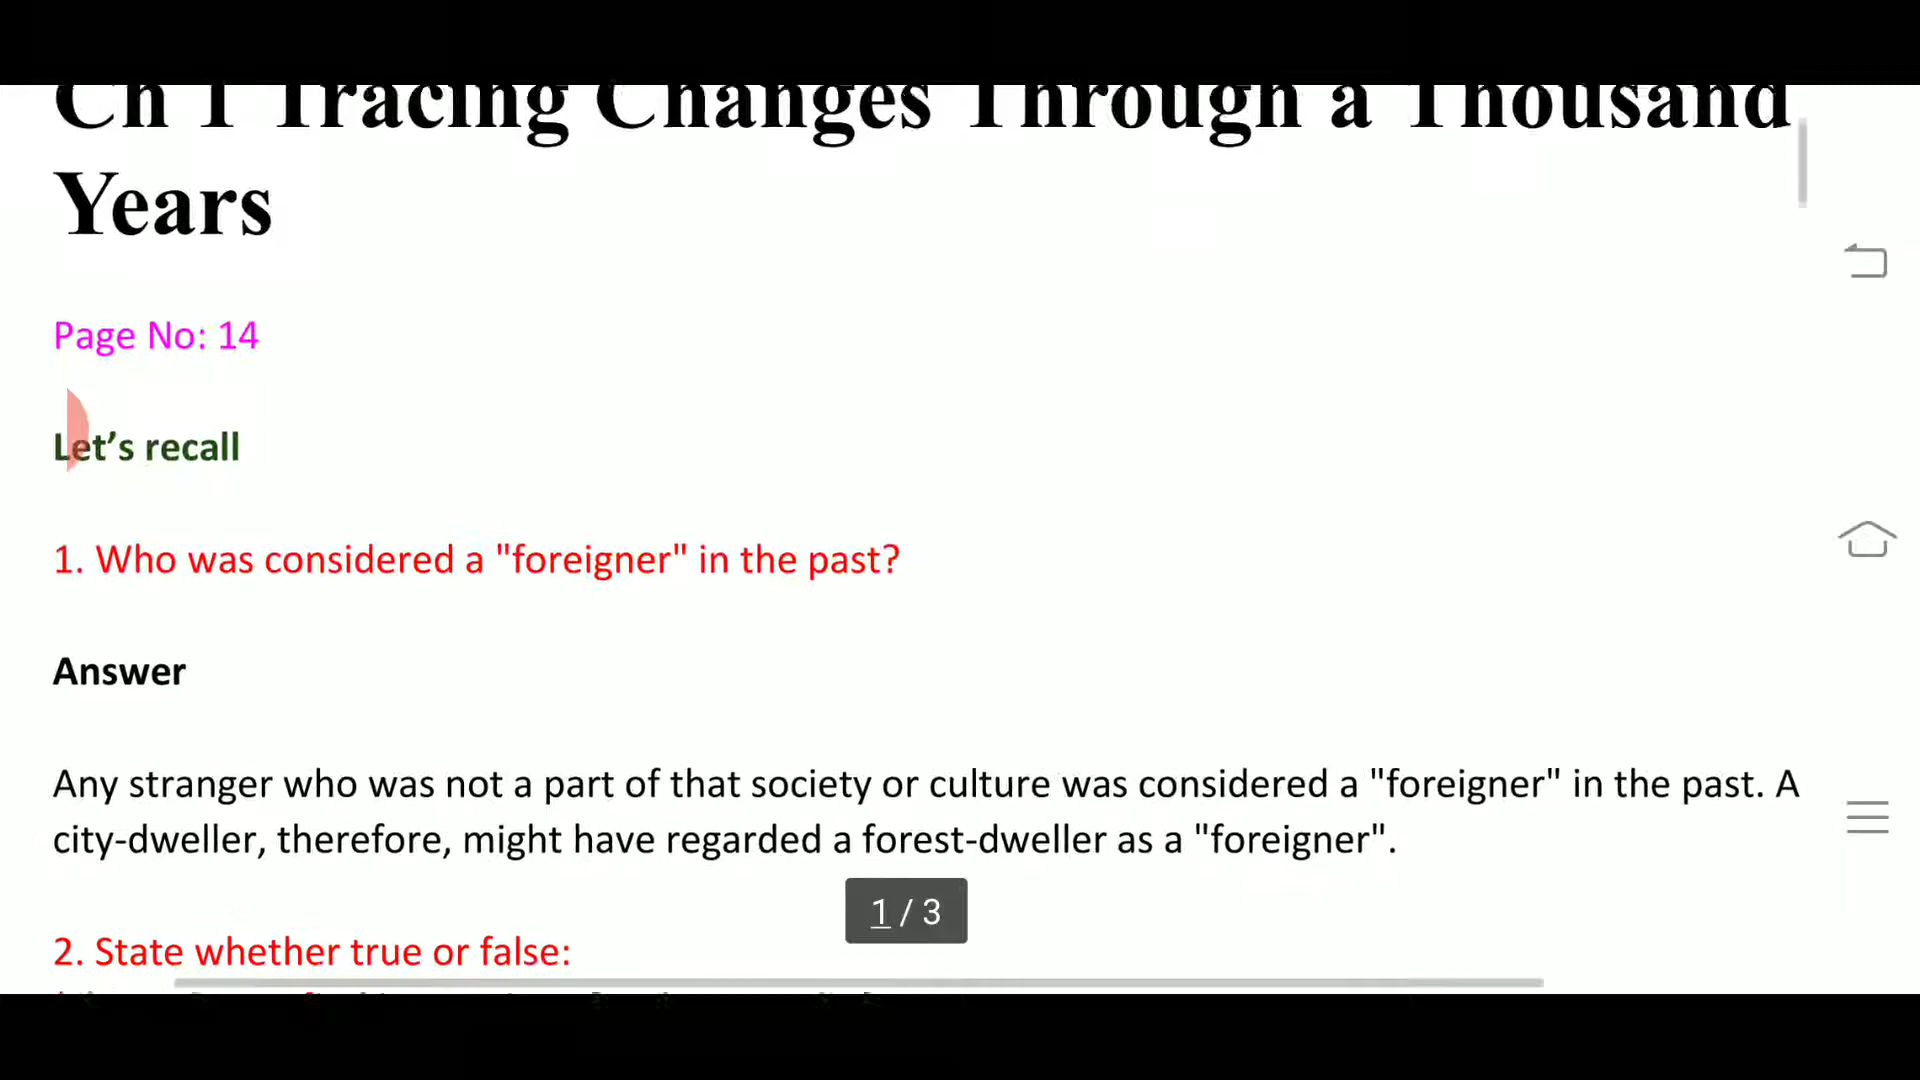 Ch 1 Tracing Changes Through a Thousand
Years
Page No: 14
Let’s recall
1. Who was considered a "foreigner" in the past?
Answer
Any stranger who was not a part of that society or culture was considered a "foreigner" in the past. A
city-dweller, therefore, might have regarded a forest-dweller as a "foreigner".
1 / 3
2. State whether true or false: